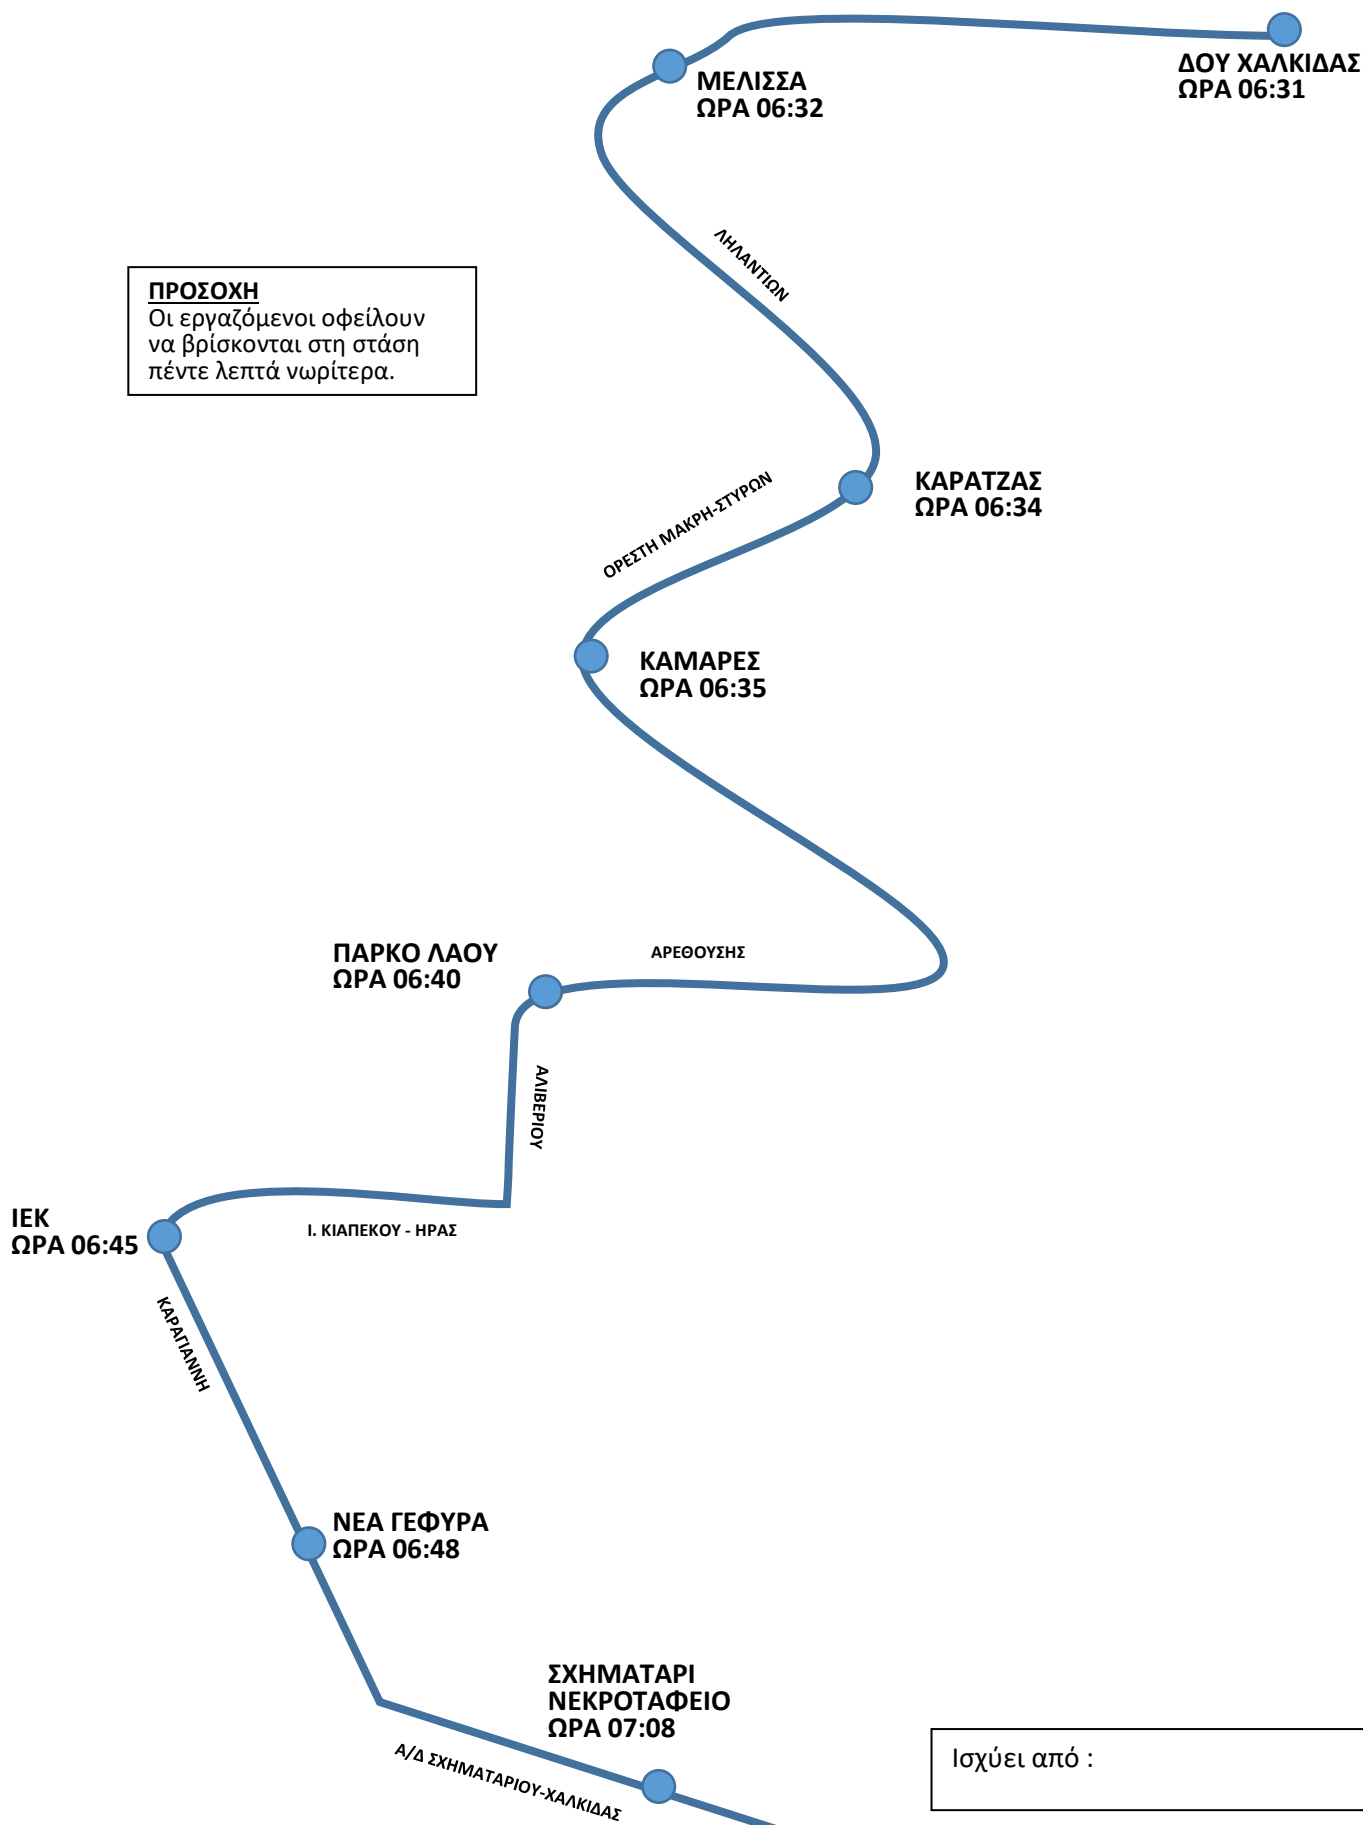 ΔΟΥ ΧΑΛΚΙΔΑΣ
ΩΡΑ 06:31
ΜΕΛΙΣΣΑ
ΩΡΑ 06:32
ΛΗΛΑΝΤΙΩΝ
ΠΡΟΣΟΧΗ
Οι εργαζόμενοι οφείλουν
να βρίσκονται στη στάση
πέντε λεπτά νωρίτερα.
ΚΑΡΑΤΖΑΣ
ΩΡΑ 06:34
ΟΡΕΣΤΗ ΜΑΚΡΗ-ΣΤΥΡΩΝ
ΚΑΜΑΡΕΣ
ΩΡΑ 06:35
ΠΑΡΚΟ ΛΑΟΥ
ΩΡΑ 06:40
ΑΡΕΘΟΥΣΗΣ
ΑΛΙΒΕΡΙΟΥ
ΙΕΚ
ΩΡΑ 06:45
Ι. ΚΙΑΠΕΚΟΥ - ΗΡΑΣ
ΚΑΡΑΓΙΑΝΝΗ
ΝΕΑ ΓΕΦΥΡΑ
ΩΡΑ 06:48
ΣΧΗΜΑΤΑΡΙ
ΝΕΚΡΟΤΑΦΕΙΟ
ΩΡΑ 07:08
Α/Δ ΣΧΗΜΑΤΑΡΙΟΥ-ΧΑΛΚΙΔΑΣ
Ισχύει από :